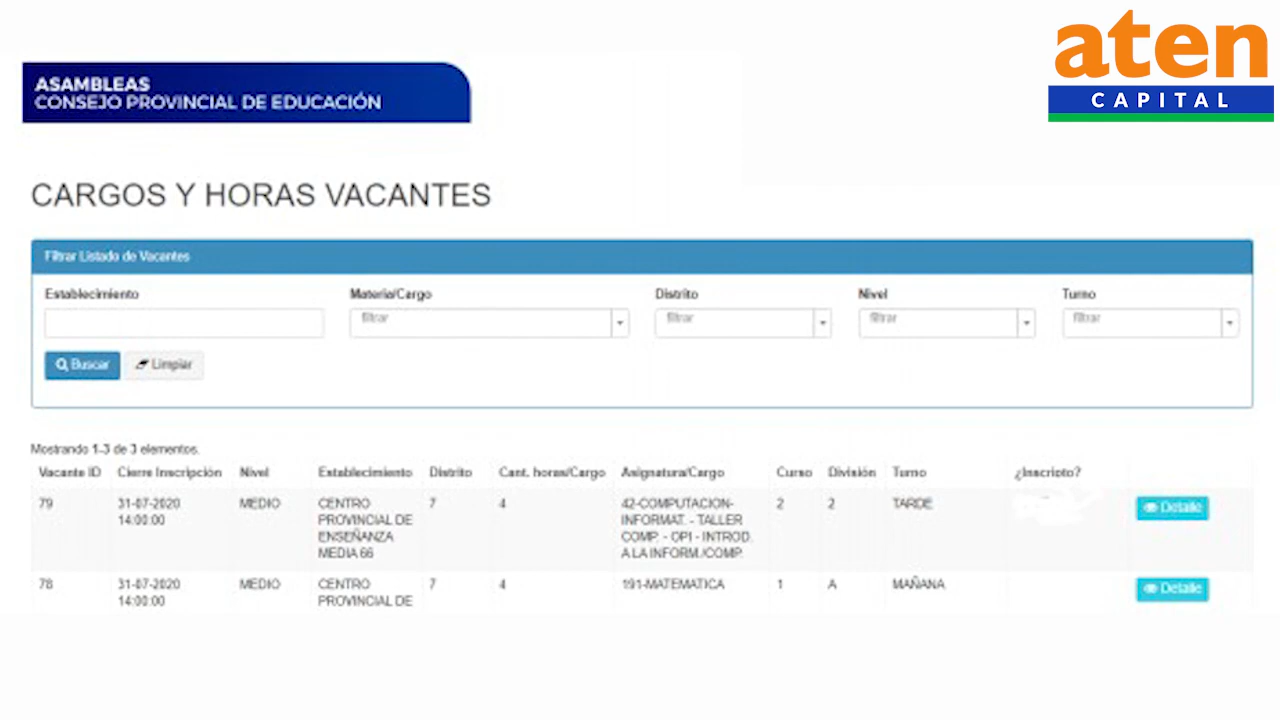 aten
CAPITAL
ASAMBLEAS
CONSEJO PROVINCIAL DE EDUCACIÓN
CARGOS Y HORAS VACANTES
Filtrar Listado de Vacantes
Establecimiento Materia/Cargo Distrito Nivel Turno
filtrar filtrar filtrar filtrar
Buscar Limpiar
Mostrando 1-3 de 3 elementos.
Vacante ID Cierre Inscripción Nivel Establecimiento Distrito Cant. horas/Cargo Asignatura/Cargo Curso División Turno ¿Inscripto?
79 31-07-2020 MEDIO CENTRO 7 4 42-COMPUTACION- 2 2 TARDE Detalle
14:00:00 PROVINCIAL DE INFORMAT. - TALLER
ENSEÑANZA COMP. - OPI - INTROD.
MEDIA 66 A LA INFORM./COMP.
78 31-07-2020 MEDIO CENTRO 7 4 191-MATEMATICA 1 A MAÑANA Detalle
14:00:00 PROVINCIAL DE